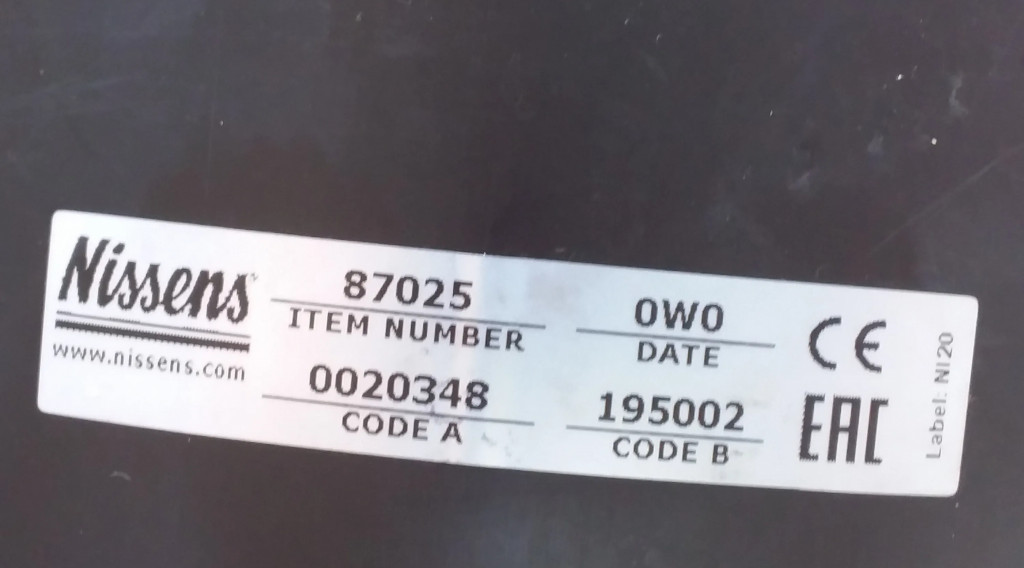 Nissens
www.nissens.com
87025
ITEM NUMBER
0W0
DATE
0020348
CODE A
195002
CODE B
CE
EAC
Label: NI20